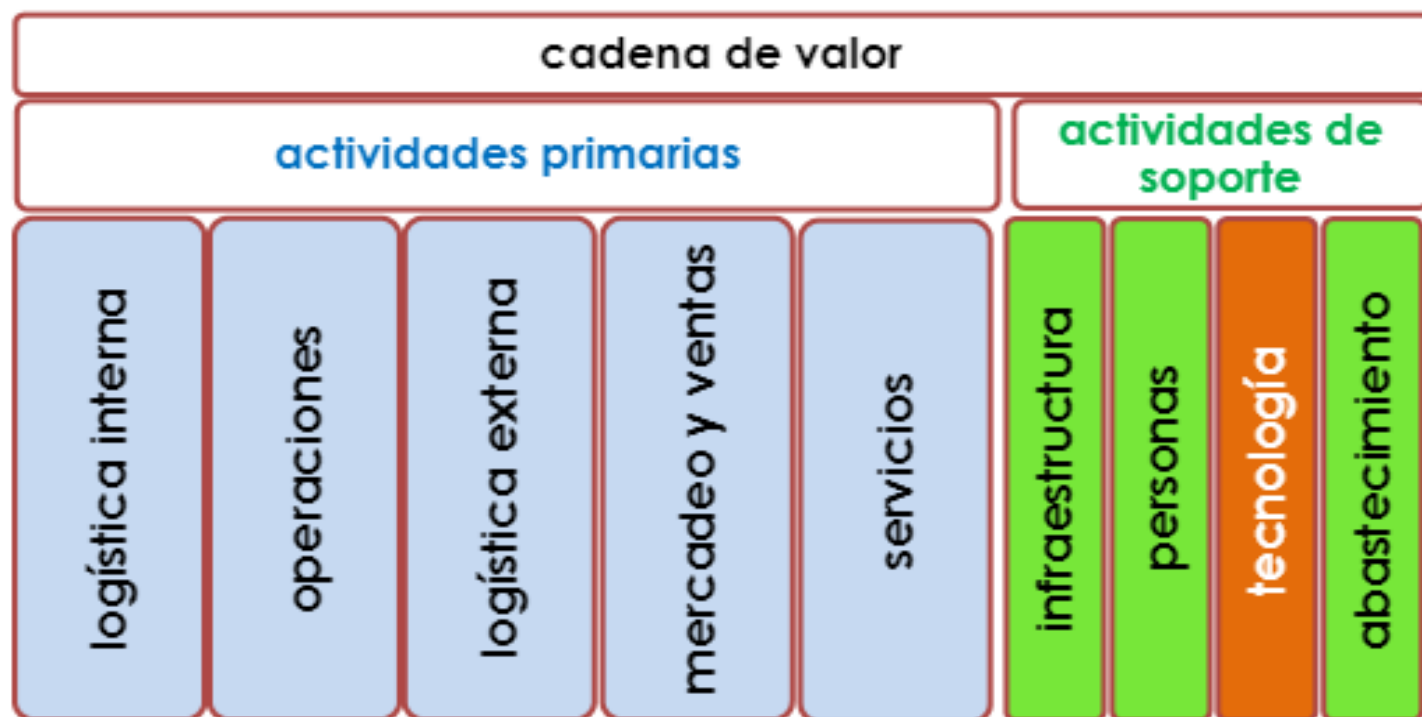 cadena de valor
actividades primarias
actividades de
soporte
logística interna
operaciones
logística externa
mercadeo y ventas
servicios
infraestructura
personas
tecnología
abastecimiento